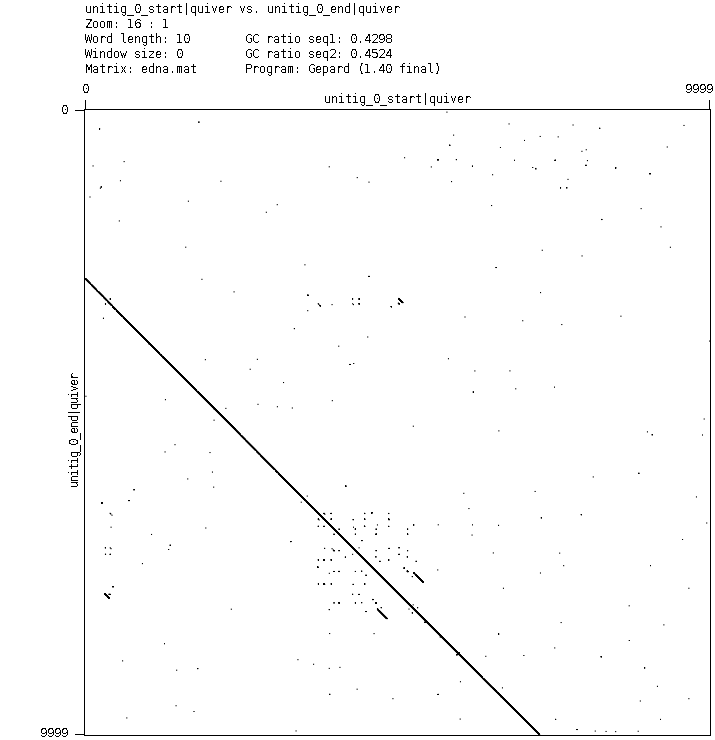 unitig_0_start|quiver vs. unitig_0_end|quiver
Zoom: 16 : 1
Word length: 10 GC ratio seq1: 0.4298
Window size: 0 GC ratio seq2: 0.4524
Matrix: edna.mat Program: Gepard (1.40 final)
0 9999
unitig_0_start|quiver
0
unitig_0_end|quiver
9999